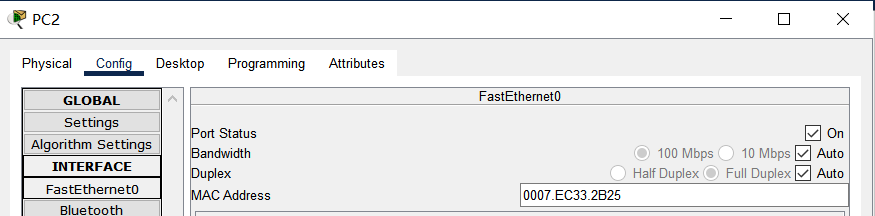 PC2
Physical Config Desktop Programming Attributes
GLOBAL
Settings
Algorithm Settings
INTERFACE
FastEthernet0
Bluetooth
FastEthernet0
Port Status On
Bandwidth 100 Mbps 10 Mbps Auto
Duplex Half Duplex Full Duplex Auto
MAC Address 0007.EC33.2B25